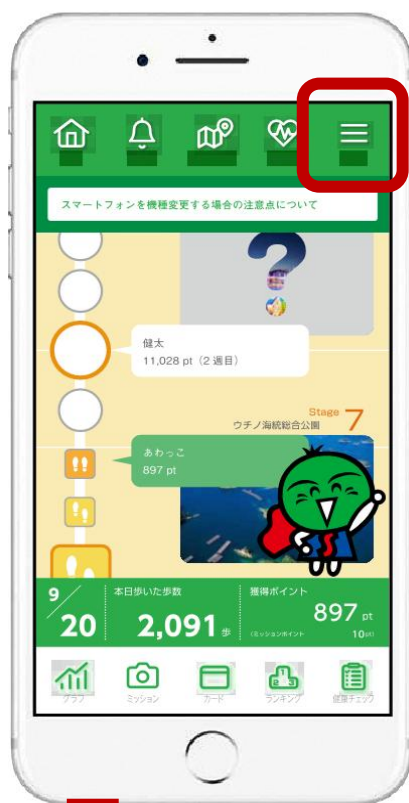 スマートフォンを機種変更する場合の注意点について
?
健太
11,028 pt（2 週目）
Stage 7
ウチノ海総合公園
あわっこ
897 pt
9/20
本日歩いた歩数
2,091 歩
獲得ポイント
897 pt
(ミッションポイント 10pt)
グラフ
ミッション
カード
ランキング
健康チェック